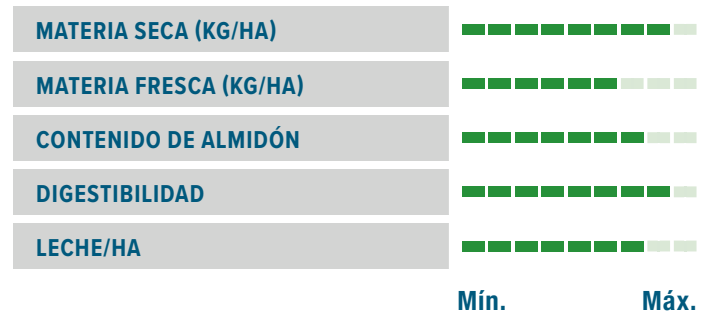 MATERIA SECA (KG/HA)
MATERIA FRESCA (KG/HA)
CONTENIDO DE ALMIDÓN
DIGESTIBILIDAD
LECHE/HA
Mín. Máx.